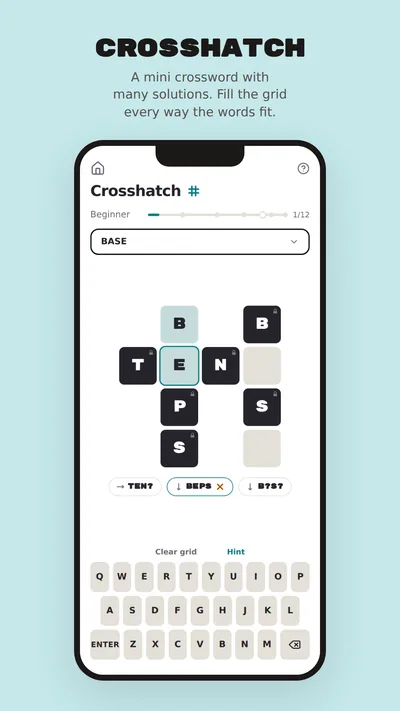 CROSSHATCH
A mini crossword with
many solutions. Fill the grid
every way the words fit.
Crosshatch #
Beginner 1/12
BASE
B B
T E N
P S
S
→ TEN? ↓ BEPS × ↓ B?S?
Clear grid Hint
Q W E R T Y U I O P
A S D F G H J K L
ENTER Z X C V B N M